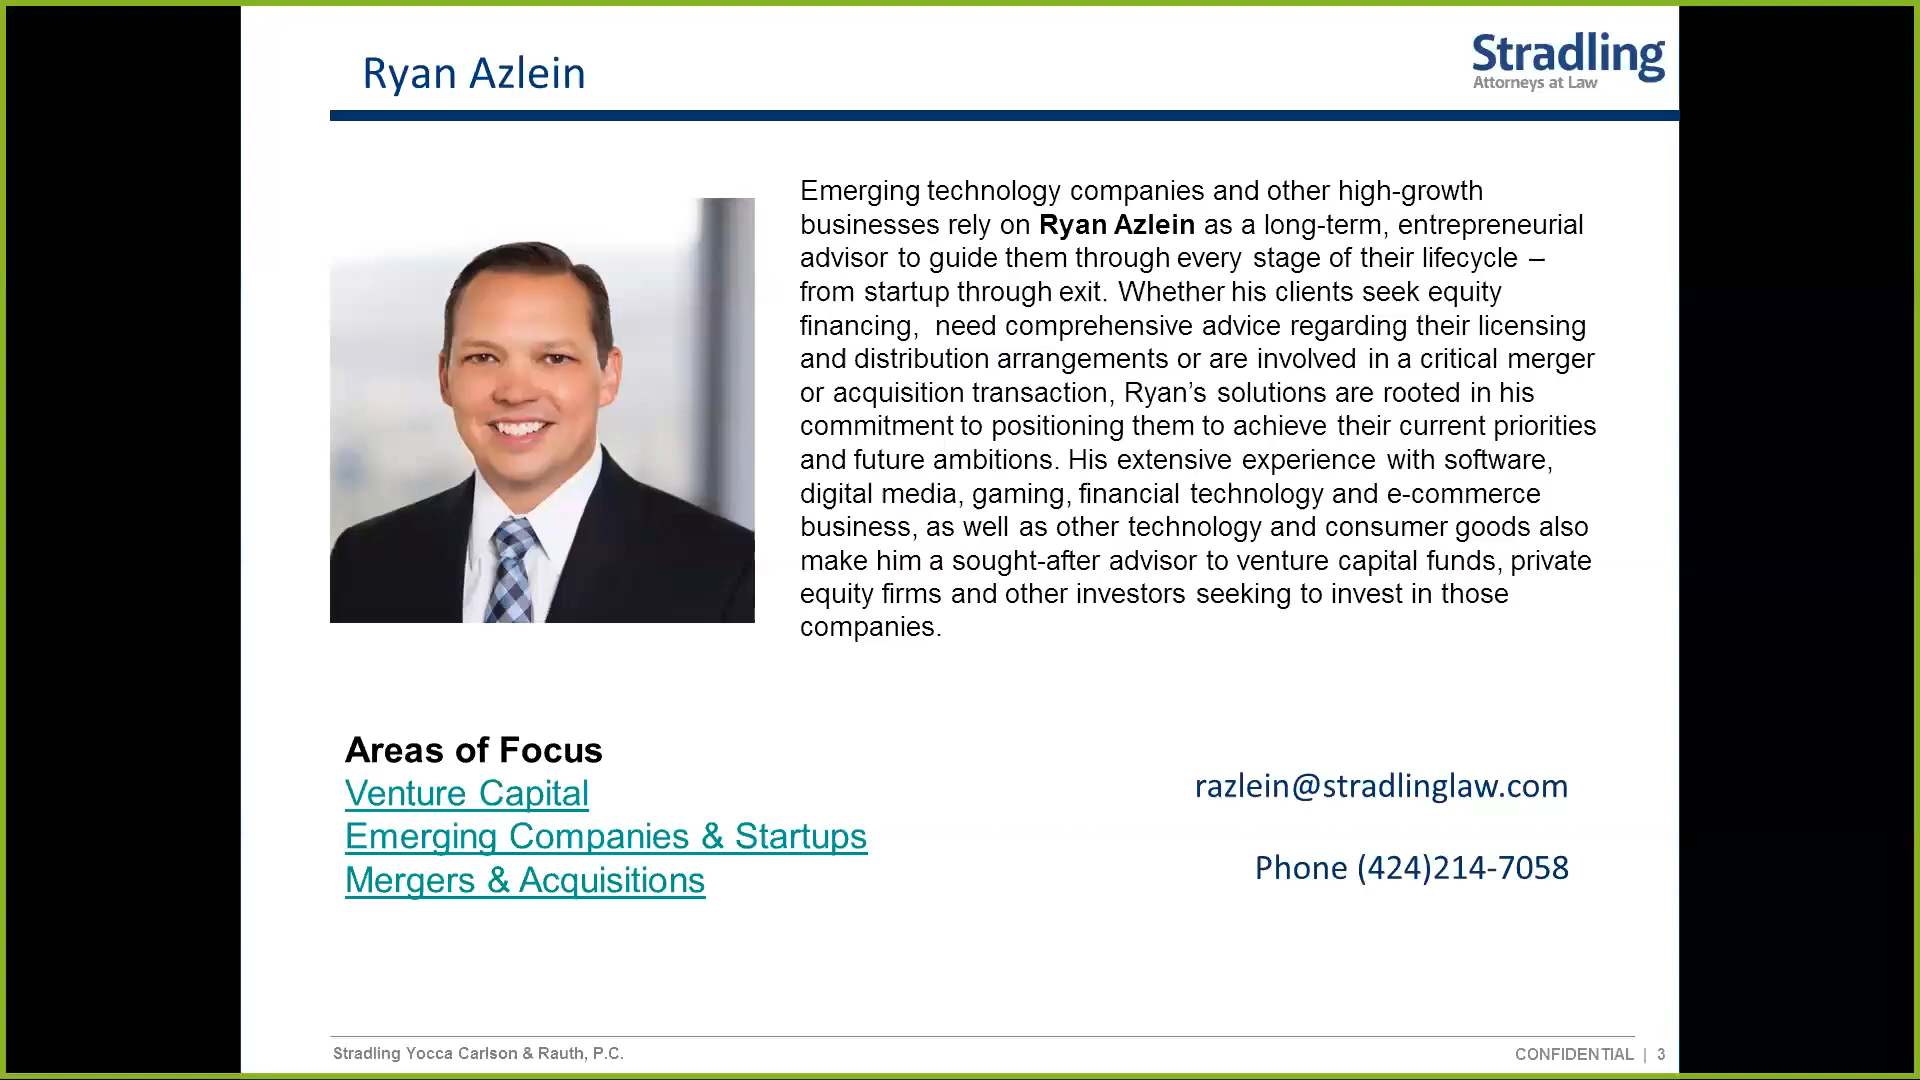 Ryan Azlein
Stradling
Attorneys at Law
Emerging technology companies and other high-growth
businesses rely on Ryan Azlein as a long-term, entrepreneurial
advisor to guide them through every stage of their lifecycle –
from startup through exit. Whether his clients seek equity
financing, need comprehensive advice regarding their licensing
and distribution arrangements or are involved in a critical merger
or acquisition transaction, Ryan’s solutions are rooted in his
commitment to positioning them to achieve their current priorities
and future ambitions. His extensive experience with software,
digital media, gaming, financial technology and e-commerce
business, as well as other technology and consumer goods also
make him a sought-after advisor to venture capital funds, private
equity firms and other investors seeking to invest in those
companies.
Areas of Focus
Venture Capital
Emerging Companies & Startups
Mergers & Acquisitions
razlein@stradlinglaw.com
Phone (424)214-7058
Stradling Yocca Carlson & Rauth, P.C.
CONFIDENTIAL | 3